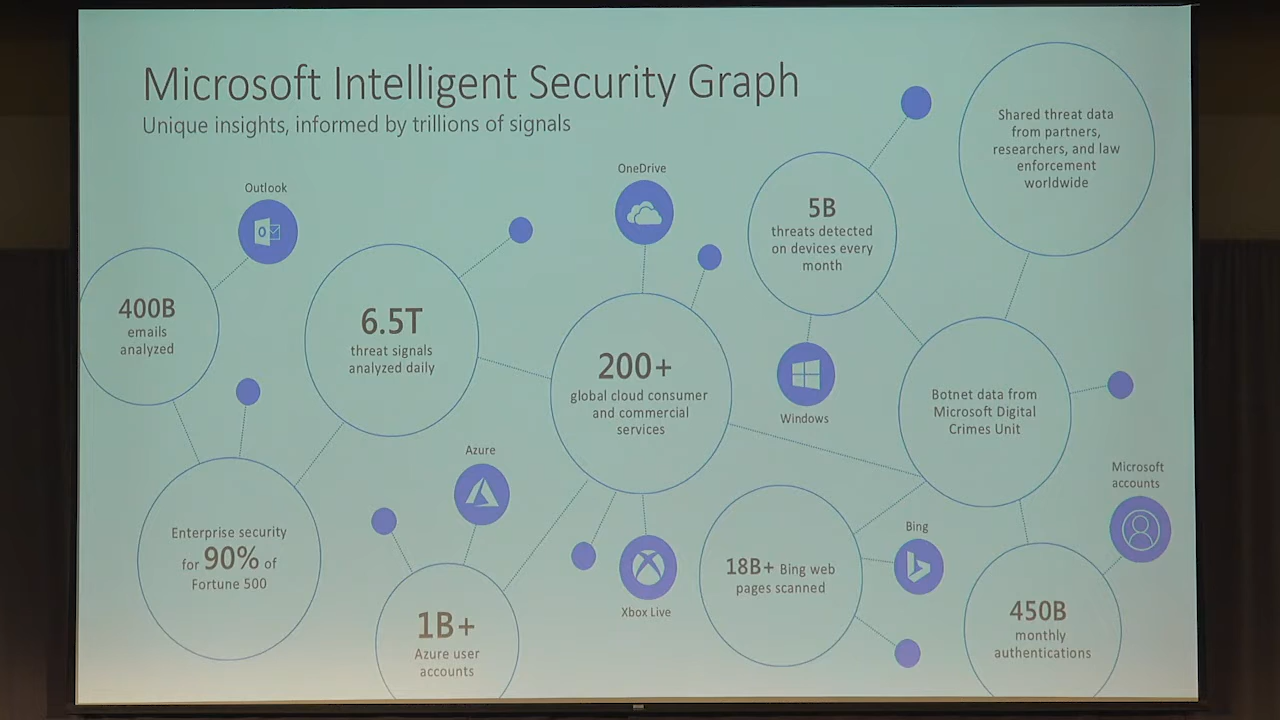 Microsoft Intelligent Security Graph
Unique insights, informed by trillions of signals
Outlook
400B
emails
analyzed
6.5T
threat signals
analyzed daily
OneDrive
200+
global cloud consumer
and commercial
services
5B
threats detected
on devices every
month
Shared threat data
from partners,
researchers, and law
enforcement
worldwide
Windows
Botnet data from
Microsoft Digital
Crimes Unit
Enterprise security
for 90% of
Fortune 500
Azure
1B+
Azure user
accounts
Xbox Live
18B+ Bing web
pages scanned
Bing
Microsoft
accounts
450B
monthly
authentications